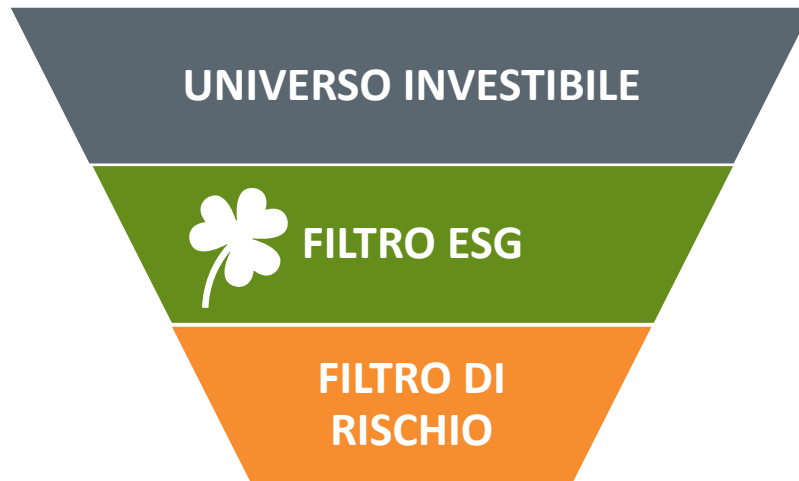 UNIVERSO INVESTIBILE
FILTRO ESG
FILTRO DI
RISCHIO